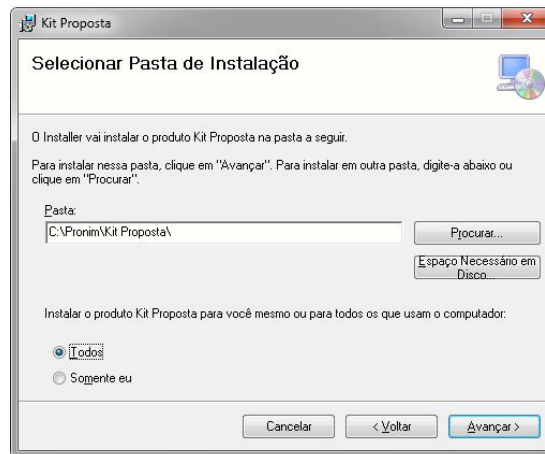 Kit Proposta
Selecionar Pasta de Instalação
O Installer vai instalar o produto Kit Proposta na pasta a seguir.
Para instalar nessa pasta, clique em "Avançar". Para instalar em outra pasta, digite-a abaixo ou
clique em "Procurar".
Pasta:
C:\Pronim\Kit Proposta\
Procurar...
Espaço Necessário em
Disco...
Instalar o produto Kit Proposta para você mesmo ou para todos os que usam o computador:
Todos
Somente eu
Cancelar
< Voltar
Avançar >